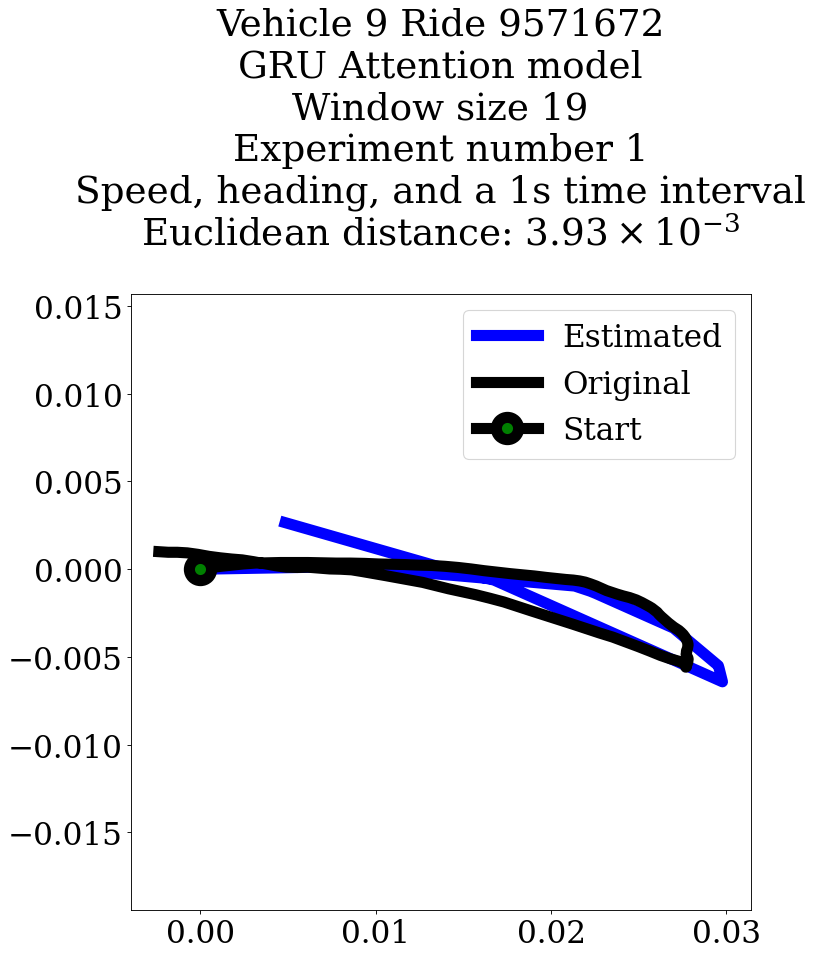 Vehicle 9 Ride 9571672
GRU Attention model
Window size 19
Experiment number 1
Speed, heading, and a 1s time interval
Euclidean distance: 3.93 × 10⁻³
0.015
0.010
0.005
0.000
−0.005
−0.010
−0.015
Estimated
Original
Start
0.00 0.01 0.02 0.03